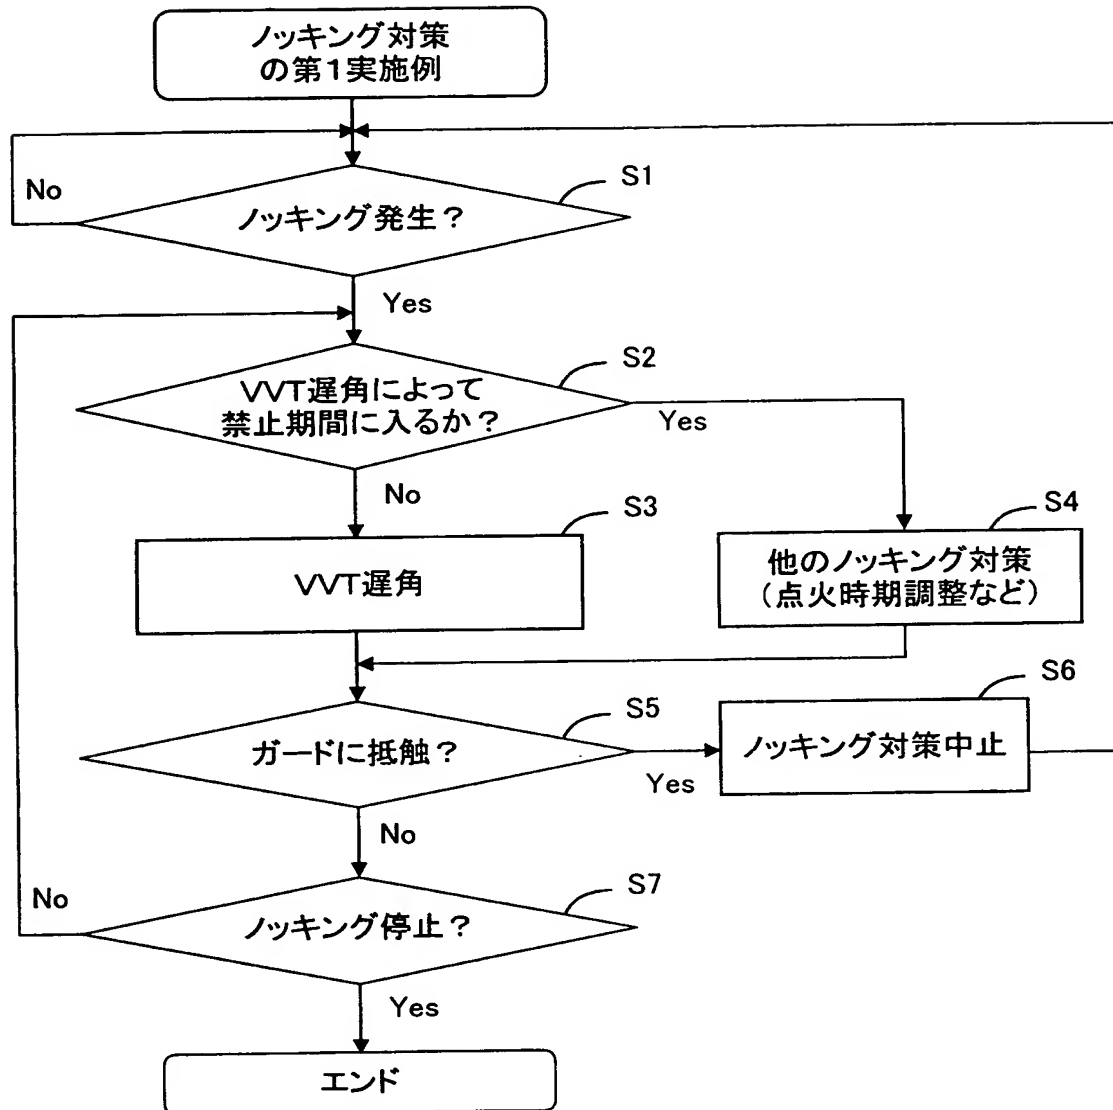 ノッキング対策
の第1実施例
No
S1
ノッキング発生？
Yes
S2
VVT遅角によって
禁止期間に入るか？
Yes
No
S3
VVT遅角
S4
他のノッキング対策
（点火時期調整など）
S5
ガードに抵触？
Yes
S6
ノッキング対策中止
No
No
S7
ノッキング停止？
Yes
エンド